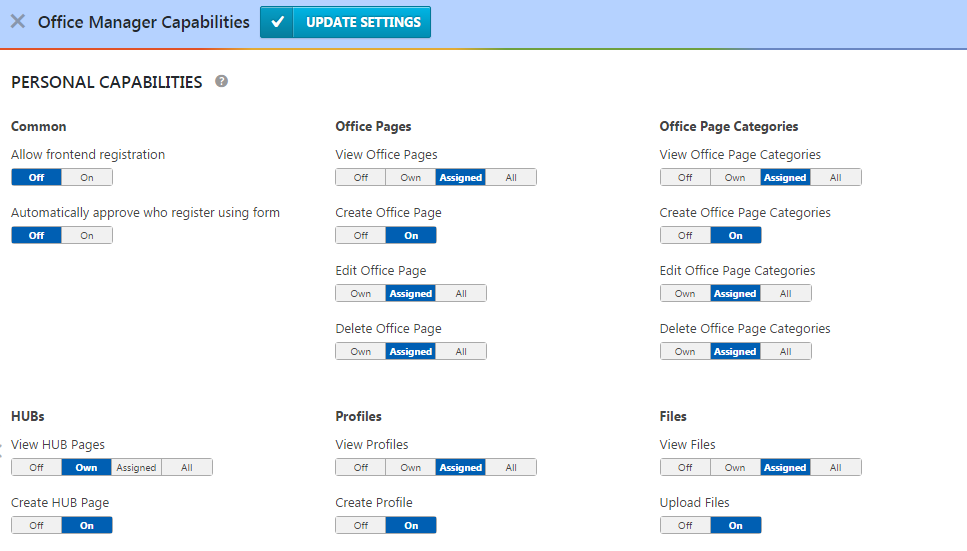 Office Manager Capabilities UPDATE SETTINGS
PERSONAL CAPABILITIES ?
Common Office Pages Office Page Categories
Allow frontend registration View Office Pages View Office Page Categories
Off On Off Own Assigned All Off Own Assigned All
Automatically approve who register using form Create Office Page Create Office Page Categories
Off On Off On Off On
Edit Office Page Edit Office Page Categories
Own Assigned All Own Assigned All
Delete Office Page Delete Office Page Categories
Own Assigned All Own Assigned All
HUBs Profiles Files
View HUB Pages View Profiles View Files
Off Own Assigned All Off Own Assigned All Off Own Assigned All
Create HUB Page Create Profile Upload Files
Off On Off On Off On